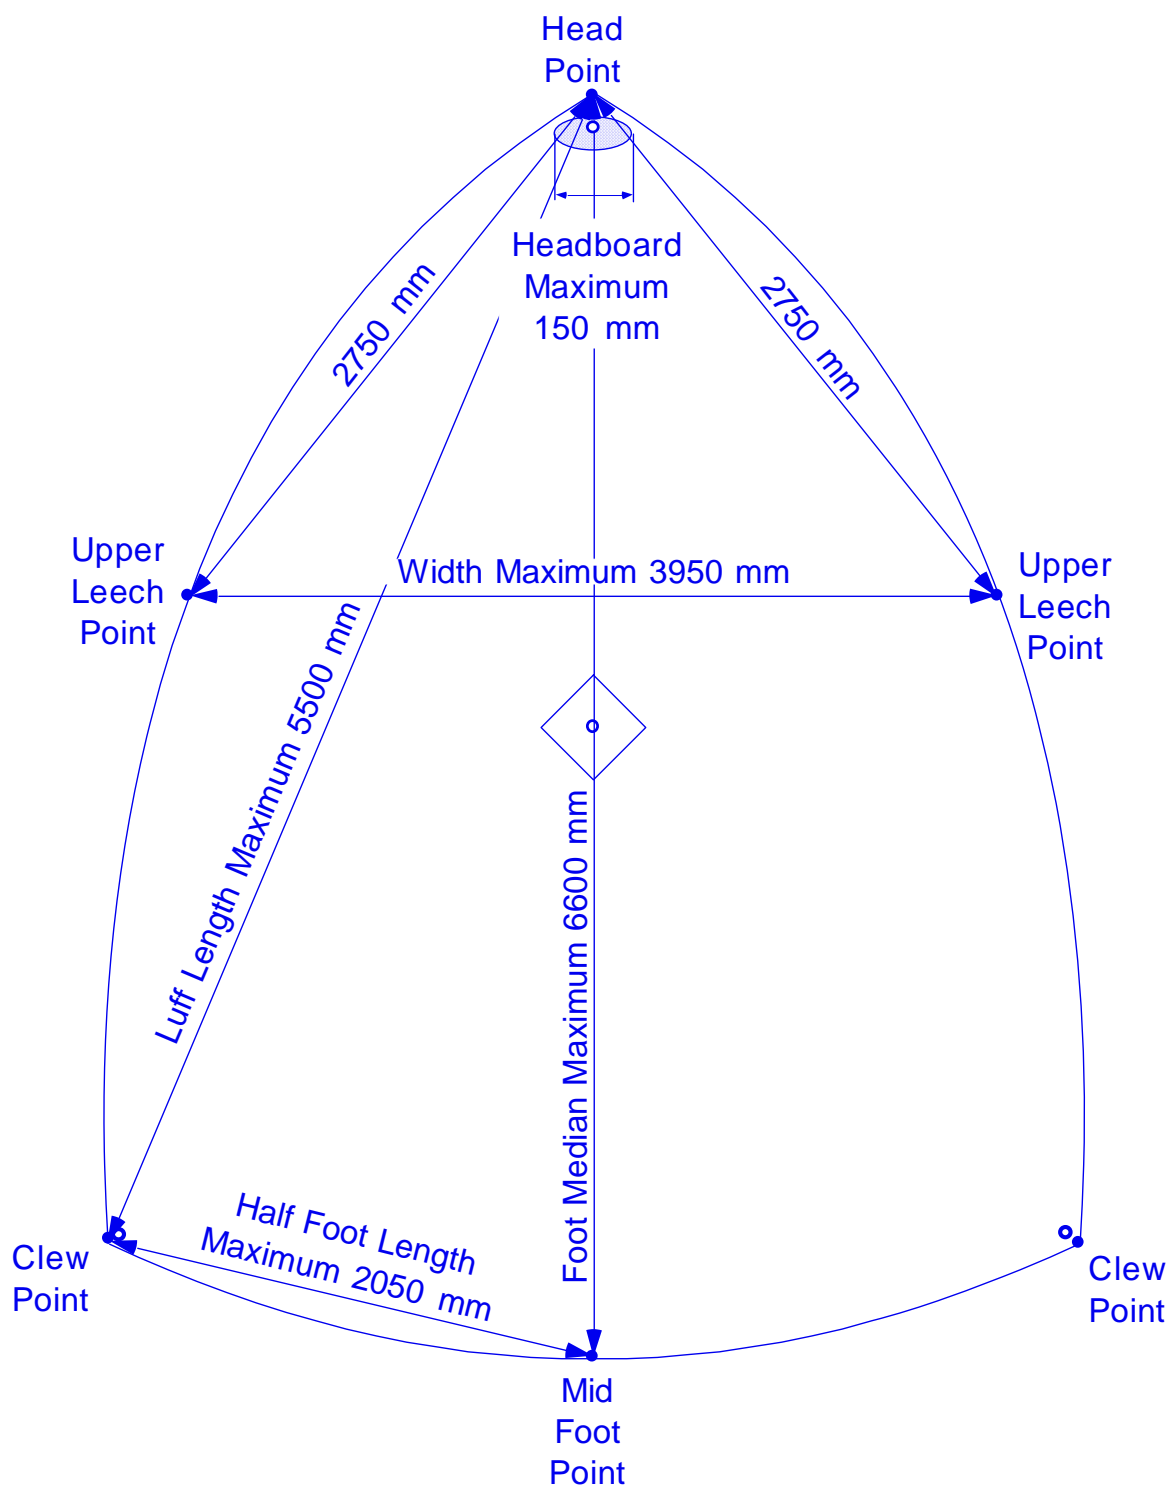 Head
Point
Headboard
Maximum
150 mm
2750 mm
2750 mm
Upper
Leech
Point
Width Maximum 3950 mm
Upper
Leech
Point
Luff Length Maximum 5500 mm
Foot Median Maximum 6600 mm
Half Foot Length
Maximum 2050 mm
Clew
Point
Clew
Point
Mid
Foot
Point